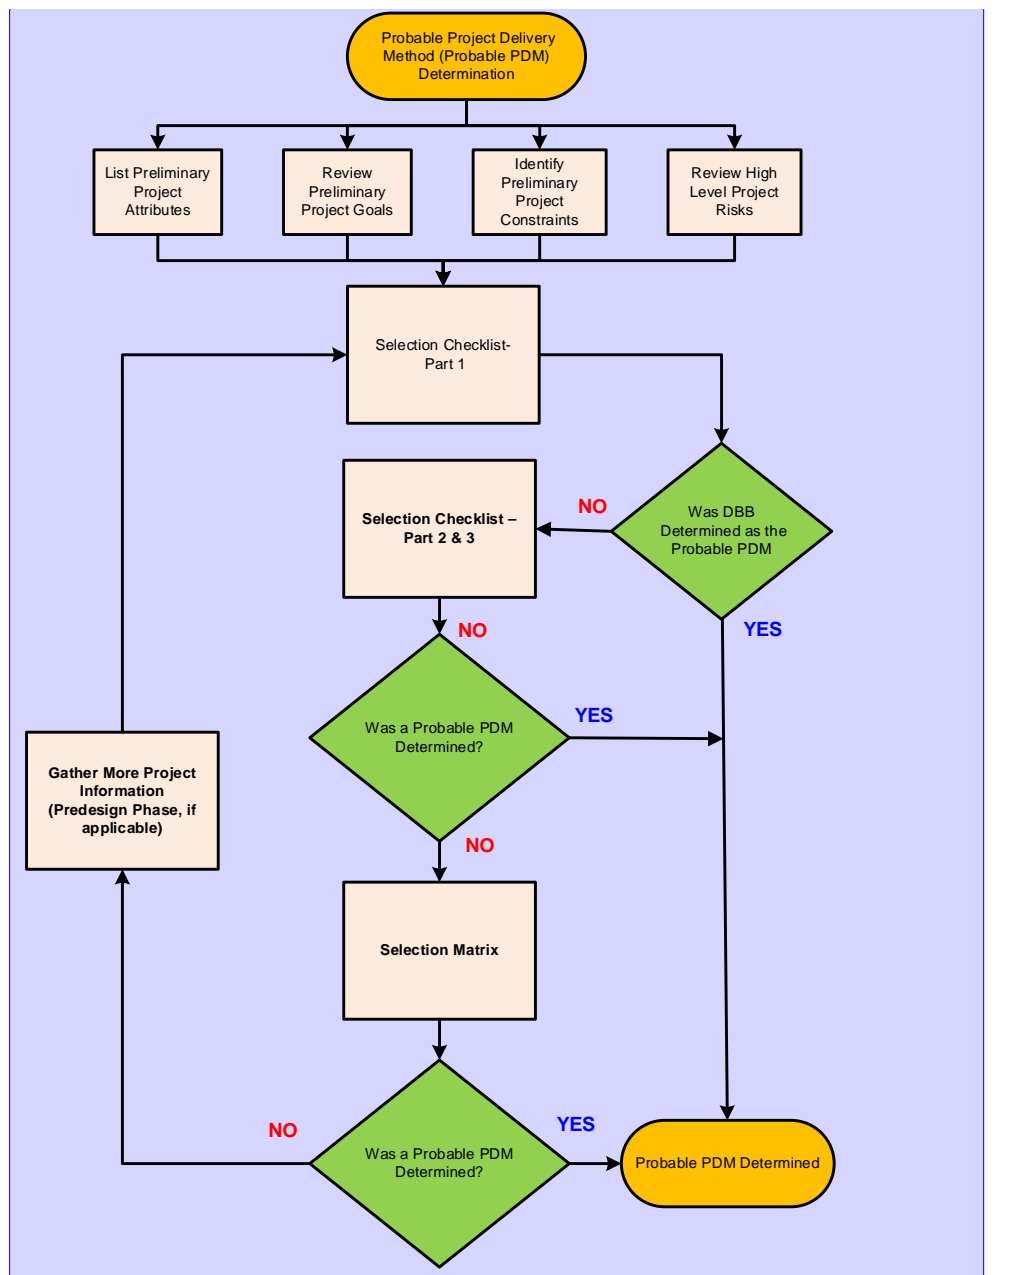 Probable Project Delivery
Method (Probable PDM)
Determination
List Preliminary
Project
Attributes
Review
Preliminary
Project Goals
Identify
Preliminary
Project
Constraints
Review High
Level Project
Risks
Selection Checklist-
Part 1
Was DBB
Determined as the
Probable PDM
NO
Selection Checklist –
Part 2 & 3
YES
NO
Was a Probable PDM
Determined?
YES
Gather More Project
Information
(Predesign Phase, if
applicable)
NO
Selection Matrix
Was a Probable PDM
Determined?
NO
YES
Probable PDM Determined